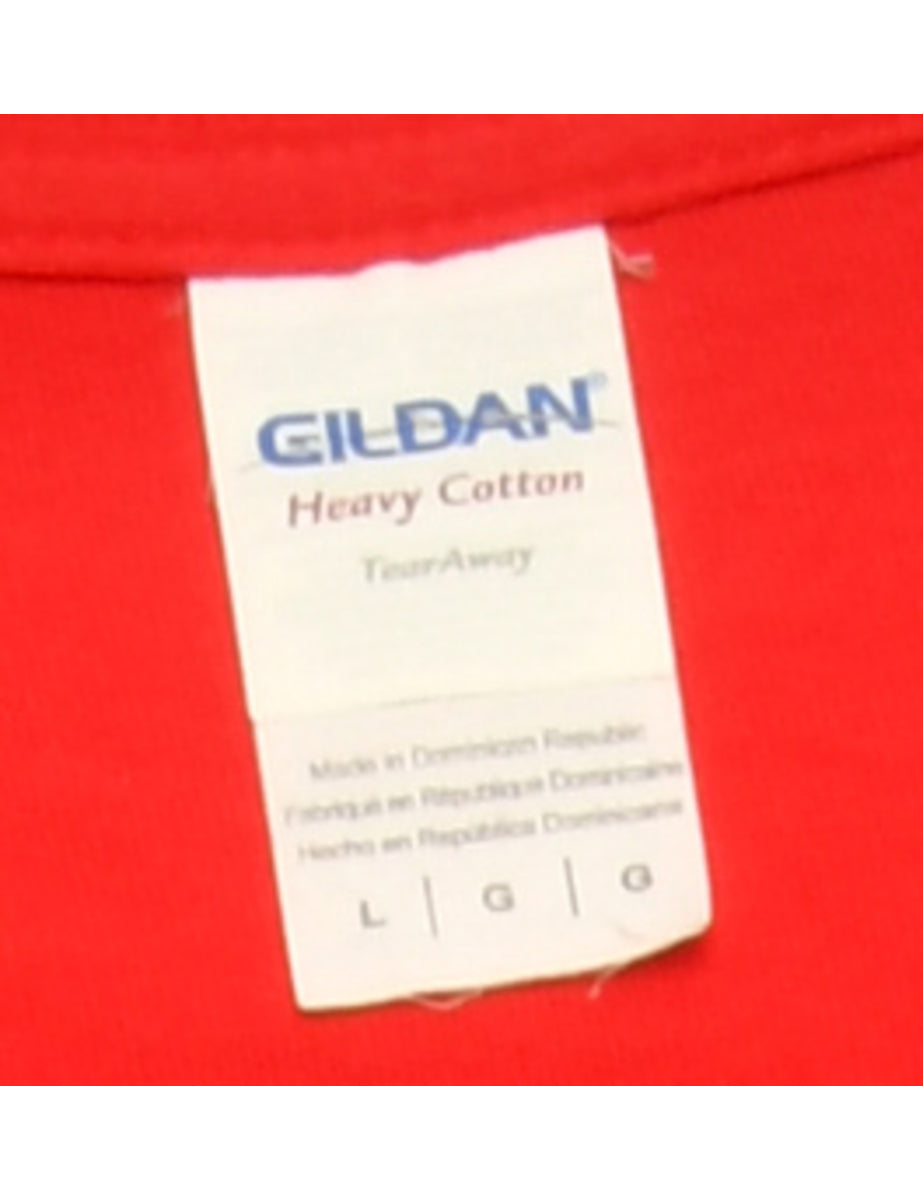 GILDAN®
Heavy Cotton
TearAway
Made in Dominican Republic
Fabriqué en République Dominicaine
Hecho en República Dominicana
L | G | G